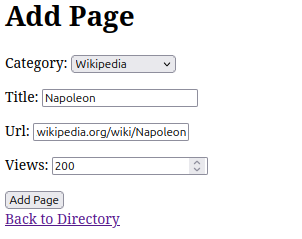 Add Page
Category: Wikipedia
Title: Napoleon
Url: wikipedia.org/wiki/Napoleon
Views: 200
Add Page
Back to Directory